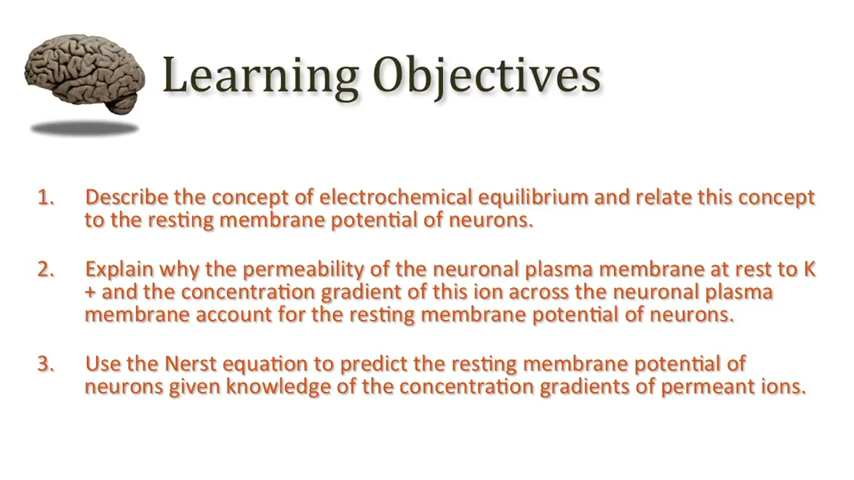 Learning Objectives
1. Describe the concept of electrochemical equilibrium and relate this concept
to the resting membrane potential of neurons.
2. Explain why the permeability of the neuronal plasma membrane at rest to K
+ and the concentration gradient of this ion across the neuronal plasma
membrane account for the resting membrane potential of neurons.
3. Use the Nerst equation to predict the resting membrane potential of
neurons given knowledge of the concentration gradients of permeant ions.